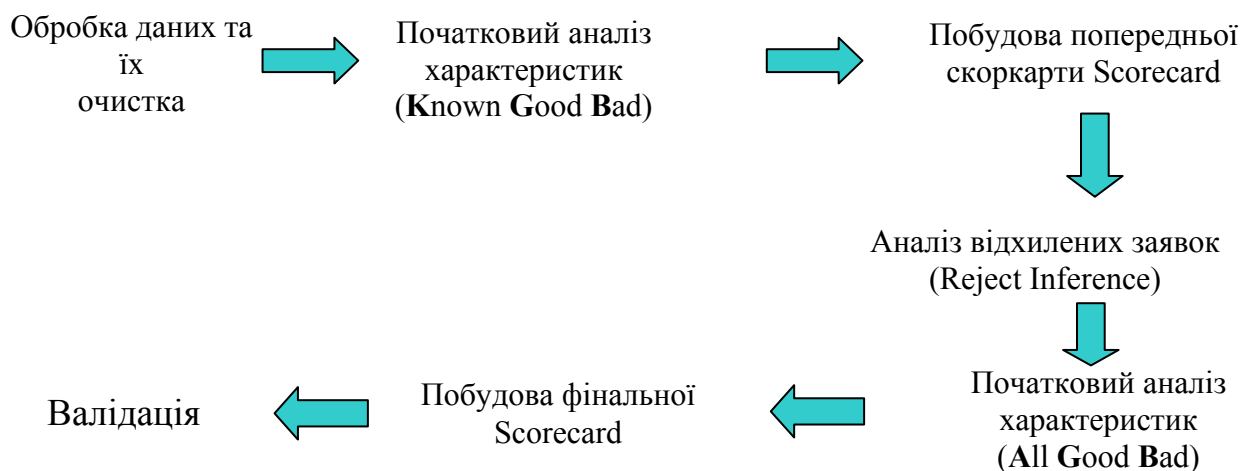 Обробка даних та
їх
очистка
Початковий аналіз
характеристик
(Known Good Bad)
Побудова попередньої
скоркарти Scorecard
Аналіз відхилених заявок
(Reject Inference)
Початковий аналіз
характеристик
(All Good Bad)
Побудова фінальної
Scorecard
Валідація